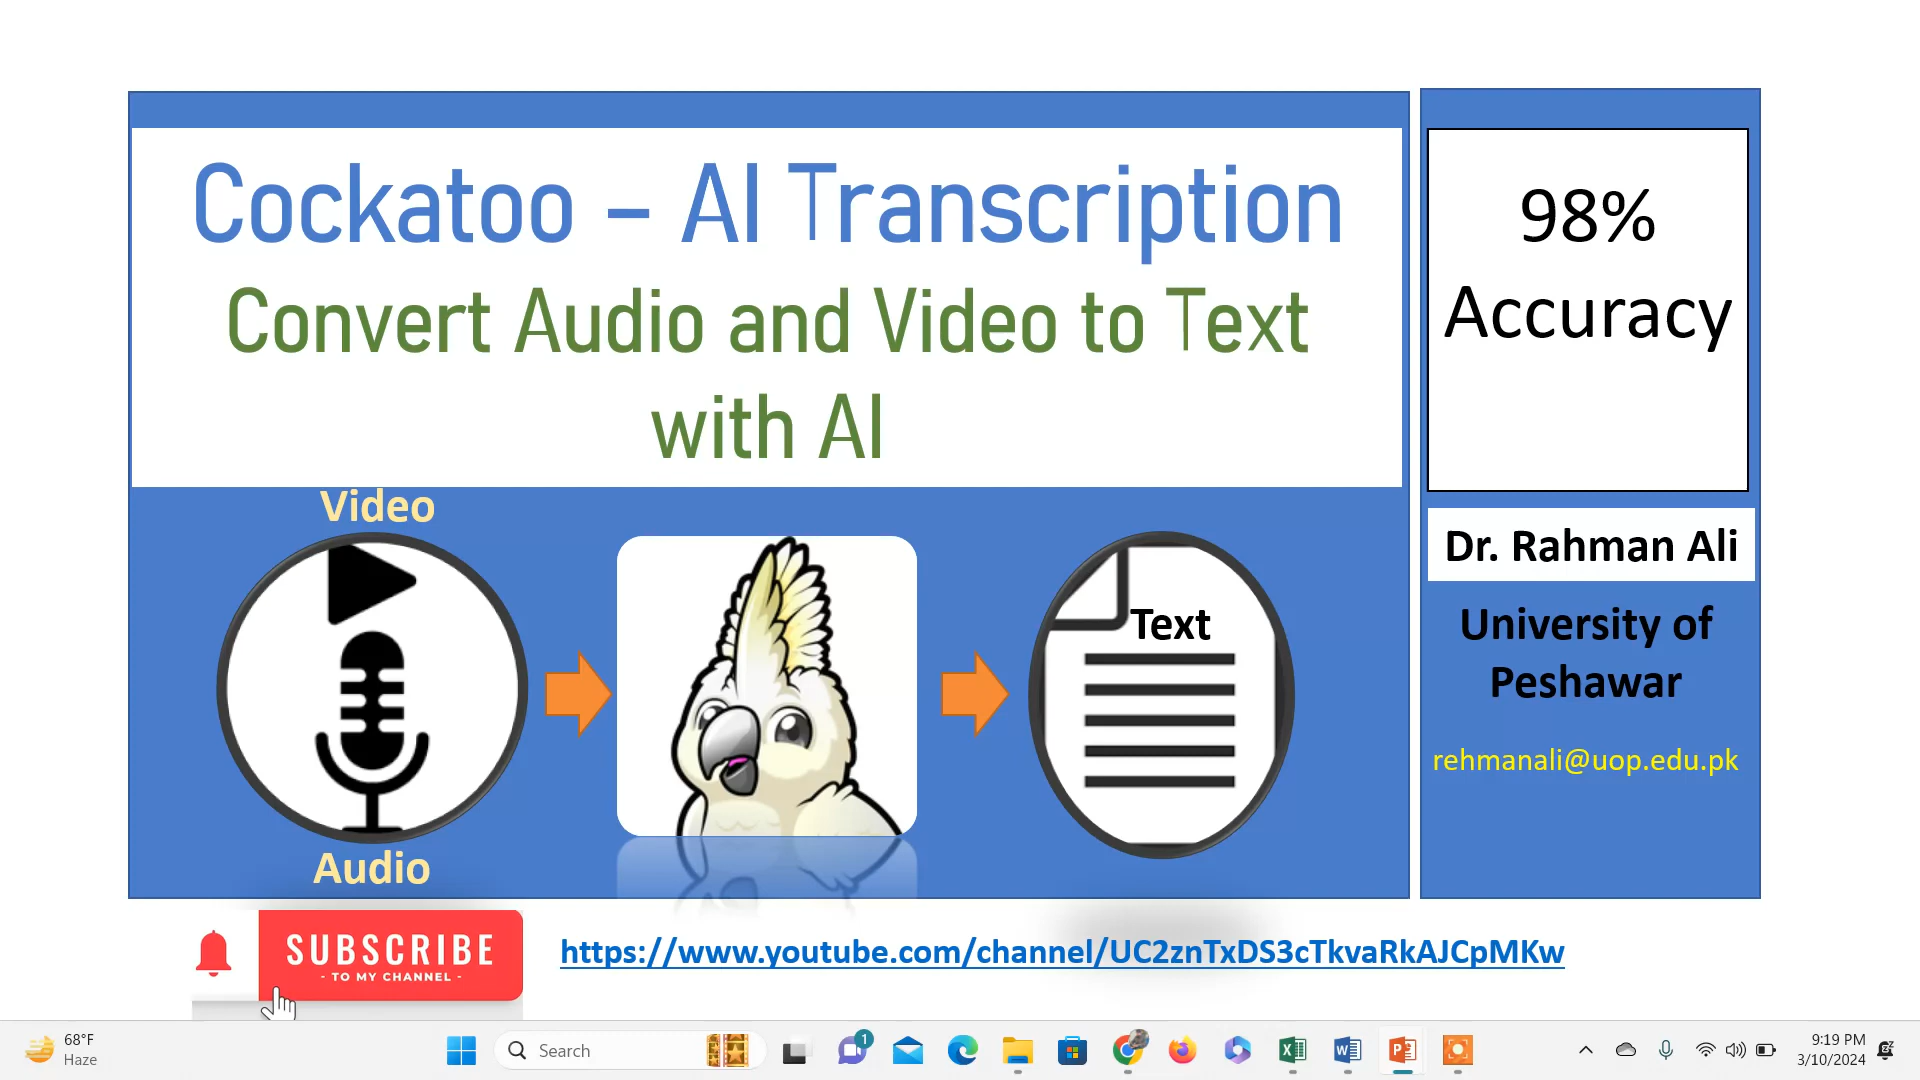 Cockatoo – AI Transcription
Convert Audio and Video to Text
with AI
98%
Accuracy
Video
Audio
Text
Dr. Rahman Ali
University of
Peshawar
rehmanali@uop.edu.pk
SUBSCRIBE
- TO MY CHANNEL -
https://www.youtube.com/channel/UC2znTxDS3cTkvaRkAJCpMKw
68°F
Haze
Search
1
9:19 PM
3/10/2024